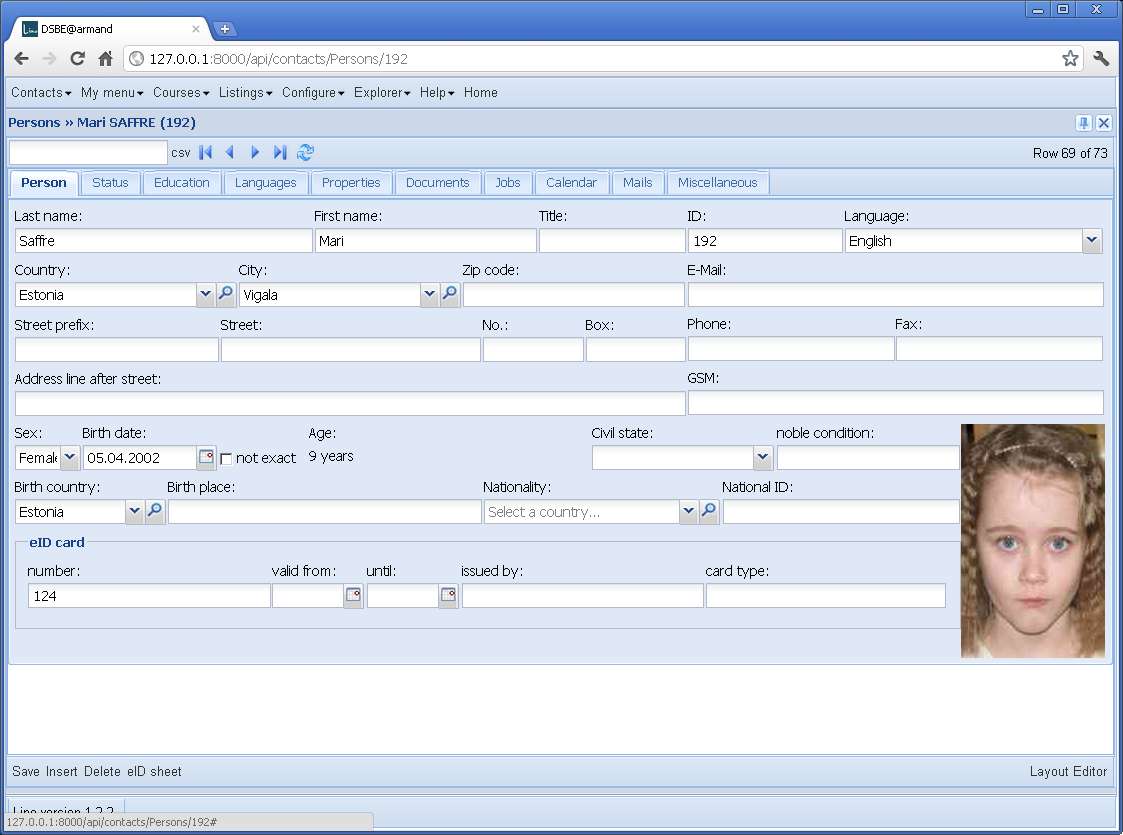 DSBE@armand
127.0.0.1:8000/api/contacts/Persons/192
Contacts My menu Courses Listings Configure Explorer Help Home
Persons » Mari SAFFRE (192)
csv Row 69 of 73
Person Status Education Languages Properties Documents Jobs Calendar Mails Miscellaneous
Last name: First name: Title: ID: Language:
Saffre Mari 192 English
Country: City: Zip code: E-Mail:
Estonia Vigala
Street prefix: Street: No.: Box: Phone: Fax:
Address line after street: GSM:
Sex: Birth date: Age: Civil state: noble condition:
Female 05.04.2002 not exact 9 years
Birth country: Birth place: Nationality: National ID:
Estonia Select a country...
eID card
number: valid from: until: issued by: card type:
124
Save Insert Delete eID sheet Layout Editor
Lino version 1.2.2
127.0.0.1:8000/api/contacts/Persons/192#